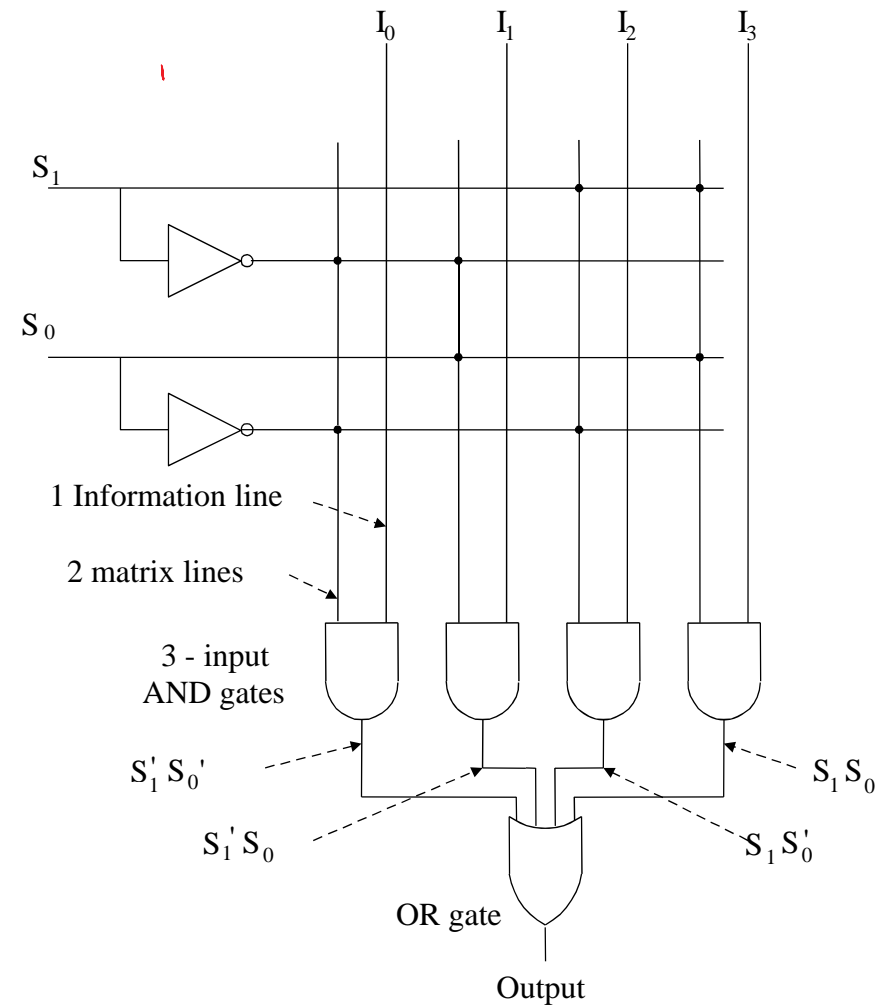 I0 I1 I2 I3
S1
S0
1 Information line
2 matrix lines
3 - input
AND gates
S1' S0'
S1 S0
S1' S0
S1 S0'
OR gate
Output